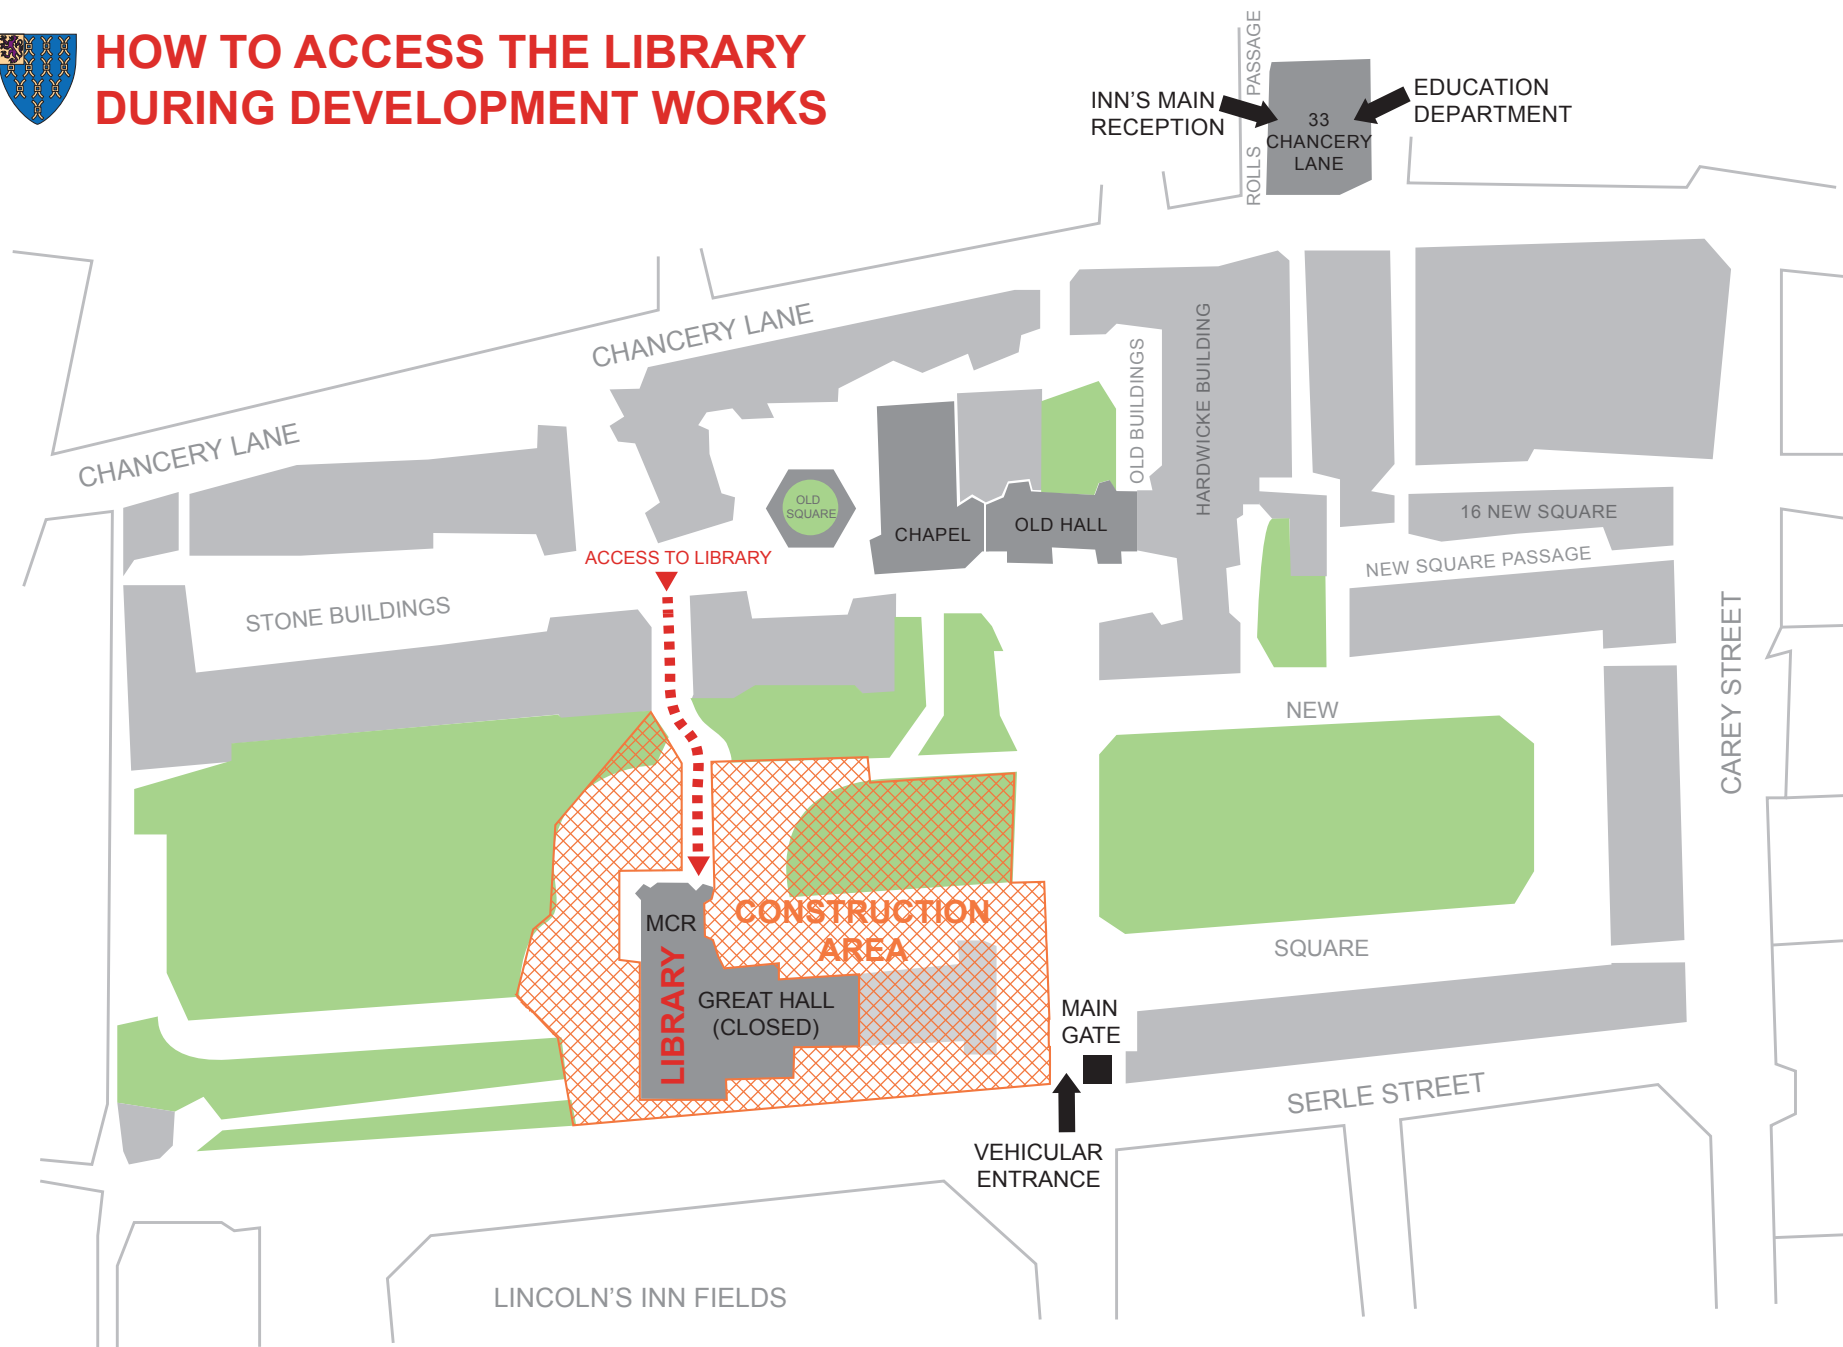 HOW TO ACCESS THE LIBRARY
DURING DEVELOPMENT WORKS
ROLLS PASSAGE
INN'S MAIN
RECEPTION
33
CHANCERY
LANE
EDUCATION
DEPARTMENT
CHANCERY LANE
CHANCERY LANE
OLD BUILDINGS
HARDWICKE BUILDING
OLD
SQUARE
CHAPEL
OLD HALL
16 NEW SQUARE
NEW SQUARE PASSAGE
ACCESS TO LIBRARY
STONE BUILDINGS
CAREY STREET
NEW
SQUARE
MCR
LIBRARY
CONSTRUCTION
AREA
GREAT HALL
(CLOSED)
MAIN
GATE
SERLE STREET
VEHICULAR
ENTRANCE
LINCOLN'S INN FIELDS